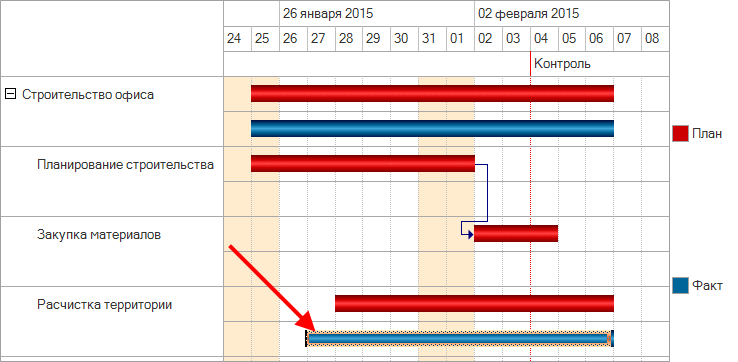 26 января 2015 02 февраля 2015
24 25 26 27 28 29 30 31 01 02 03 04 05 06 07 08
Контроль
Строительство офиса
План
Планирование строительства
Закупка материалов
Факт
Расчистка территории